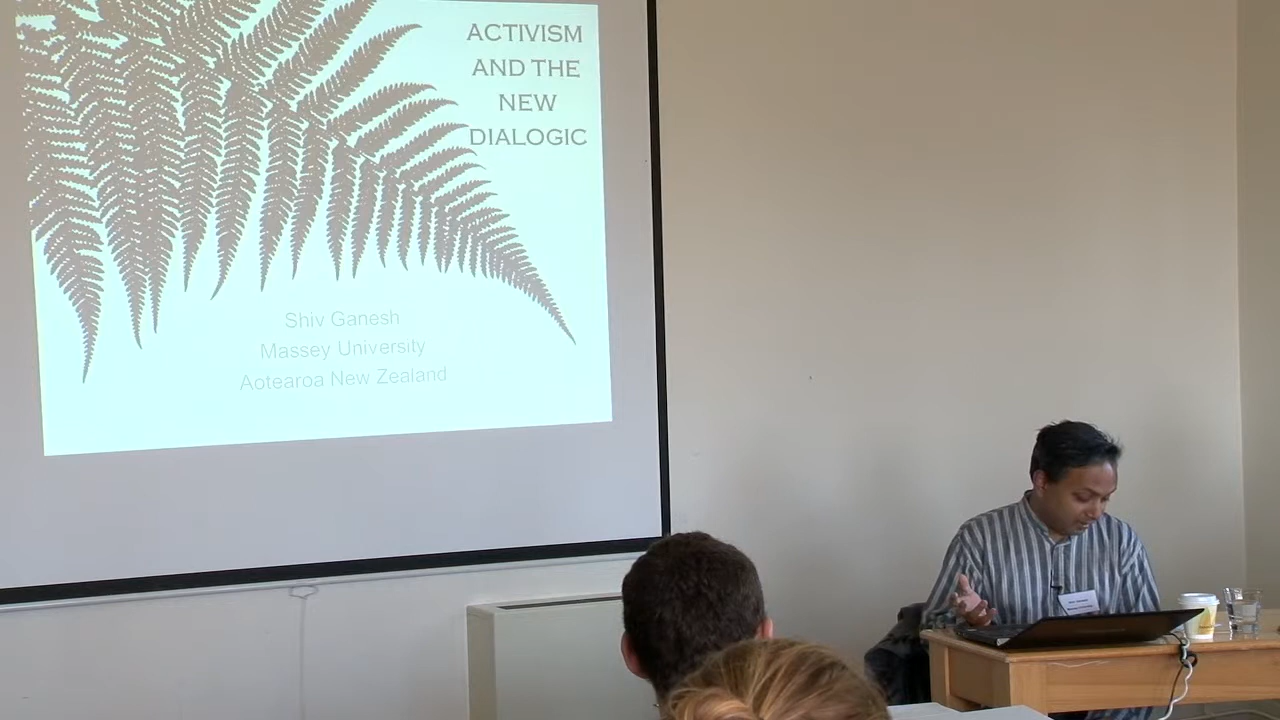 ACTIVISM
AND THE
NEW
DIALOGIC
Shiv Ganesh
Massey University
Aotearoa New Zealand